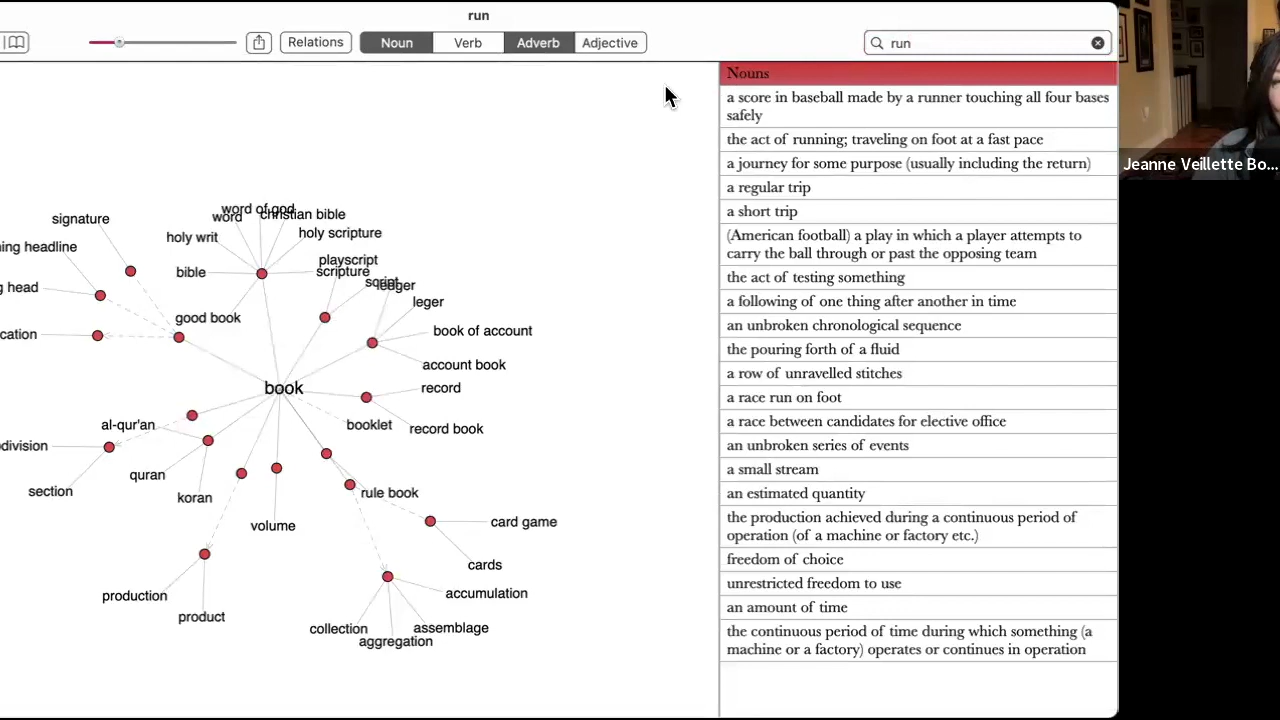 run
Relations
Noun
Verb
Adverb
Adjective
run
Nouns
a score in baseball made by a runner touching all four bases
safely
the act of running; traveling on foot at a fast pace
a journey for some purpose (usually including the return)
a regular trip
a short trip
(American football) a play in which a player attempts to
carry the ball through or past the opposing team
the act of testing something
a following of one thing after another in time
an unbroken chronological sequence
the pouring forth of a fluid
a row of unravelled stitches
a race run on foot
a race between candidates for elective office
an unbroken series of events
a small stream
an estimated quantity
the production achieved during a continuous period of
operation (of a machine or factory etc.)
freedom of choice
unrestricted freedom to use
an amount of time
the continuous period of time during which something (a
machine or a factory) operates or continues in operation
Jeanne Veillette Bo...
signature
word of god
word
christian bible
holy writ
holy scripture
ing headline
bible
playscript
scripture
script
ledger
g head
leger
good book
book of account
cation
account book
book
record
al-qur'an
booklet
record book
division
quran
section
koran
rule book
volume
card game
cards
production
accumulation
product
collection
assemblage
aggregation